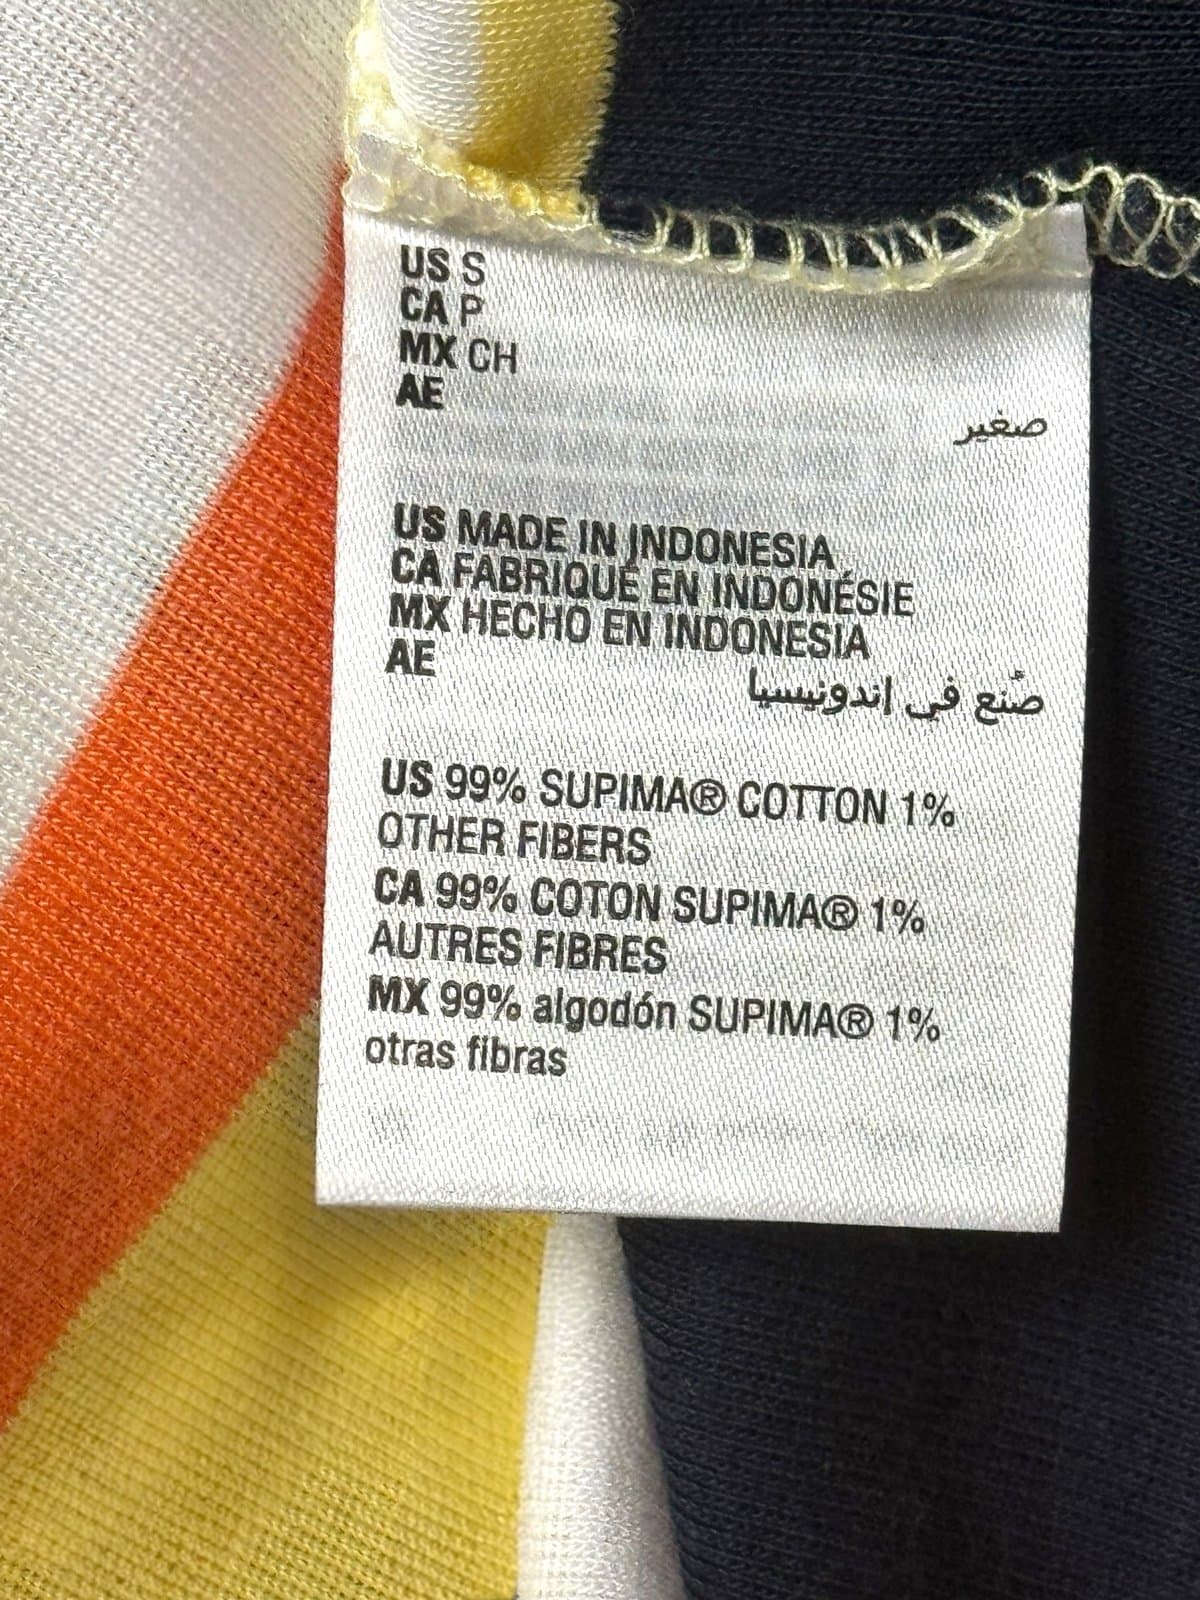 US S
CA P
MX CH
AE
صغير
US MADE IN INDONESIA
CA FABRIQUÉ EN INDONÉSIE
MX HECHO EN INDONESIA
AE
صُنع في إندونيسيا
US 99% SUPIMA® COTTON 1%
OTHER FIBERS
CA 99% COTON SUPIMA® 1%
AUTRES FIBRES
MX 99% algodón SUPIMA® 1%
otras fibras